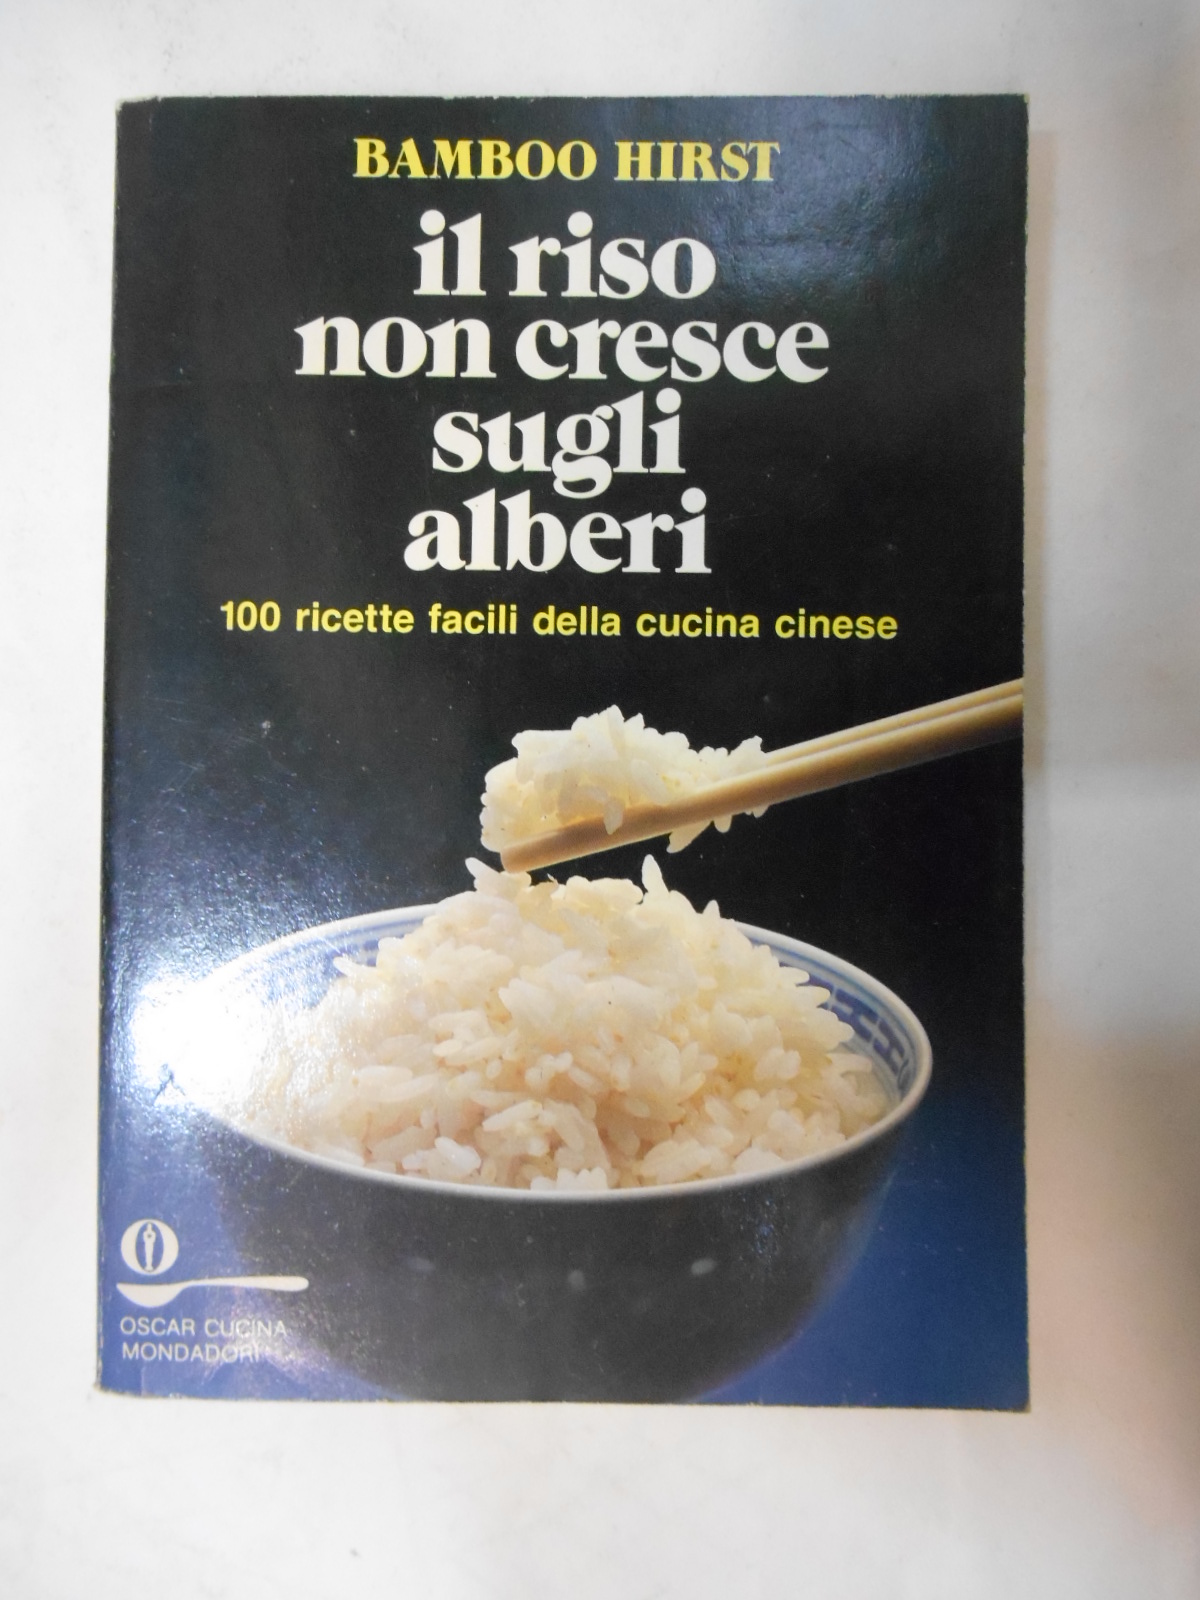 BAMBOO HIRST
il riso
non cresce
sugli
alberi
100 ricette facili della cucina cinese
OSCAR CUCINA
MONDADORI